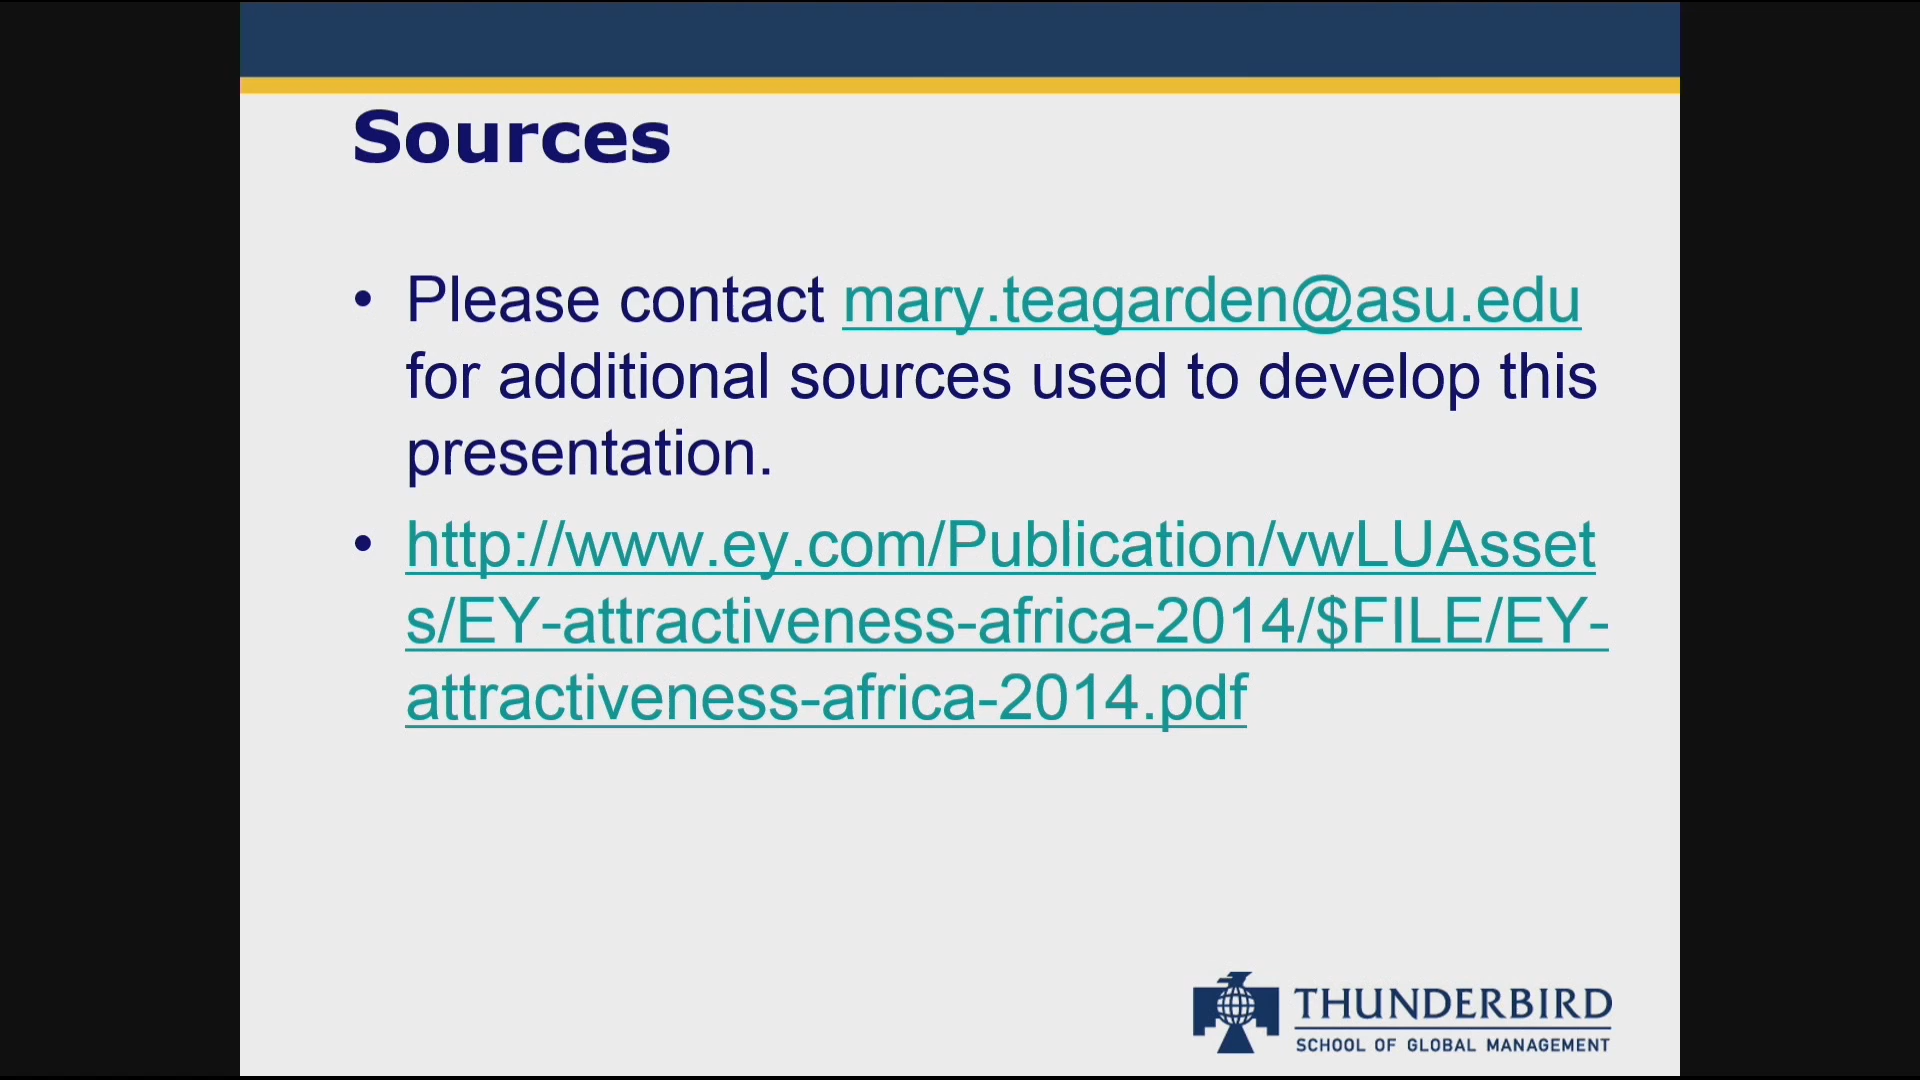 Sources
• Please contact mary.teagarden@asu.edu
for additional sources used to develop this
presentation.
• http://www.ey.com/Publication/vwLUAsset
s/EY-attractiveness-africa-2014/$FILE/EY-
attractiveness-africa-2014.pdf
THUNDERBIRD
SCHOOL OF GLOBAL MANAGEMENT